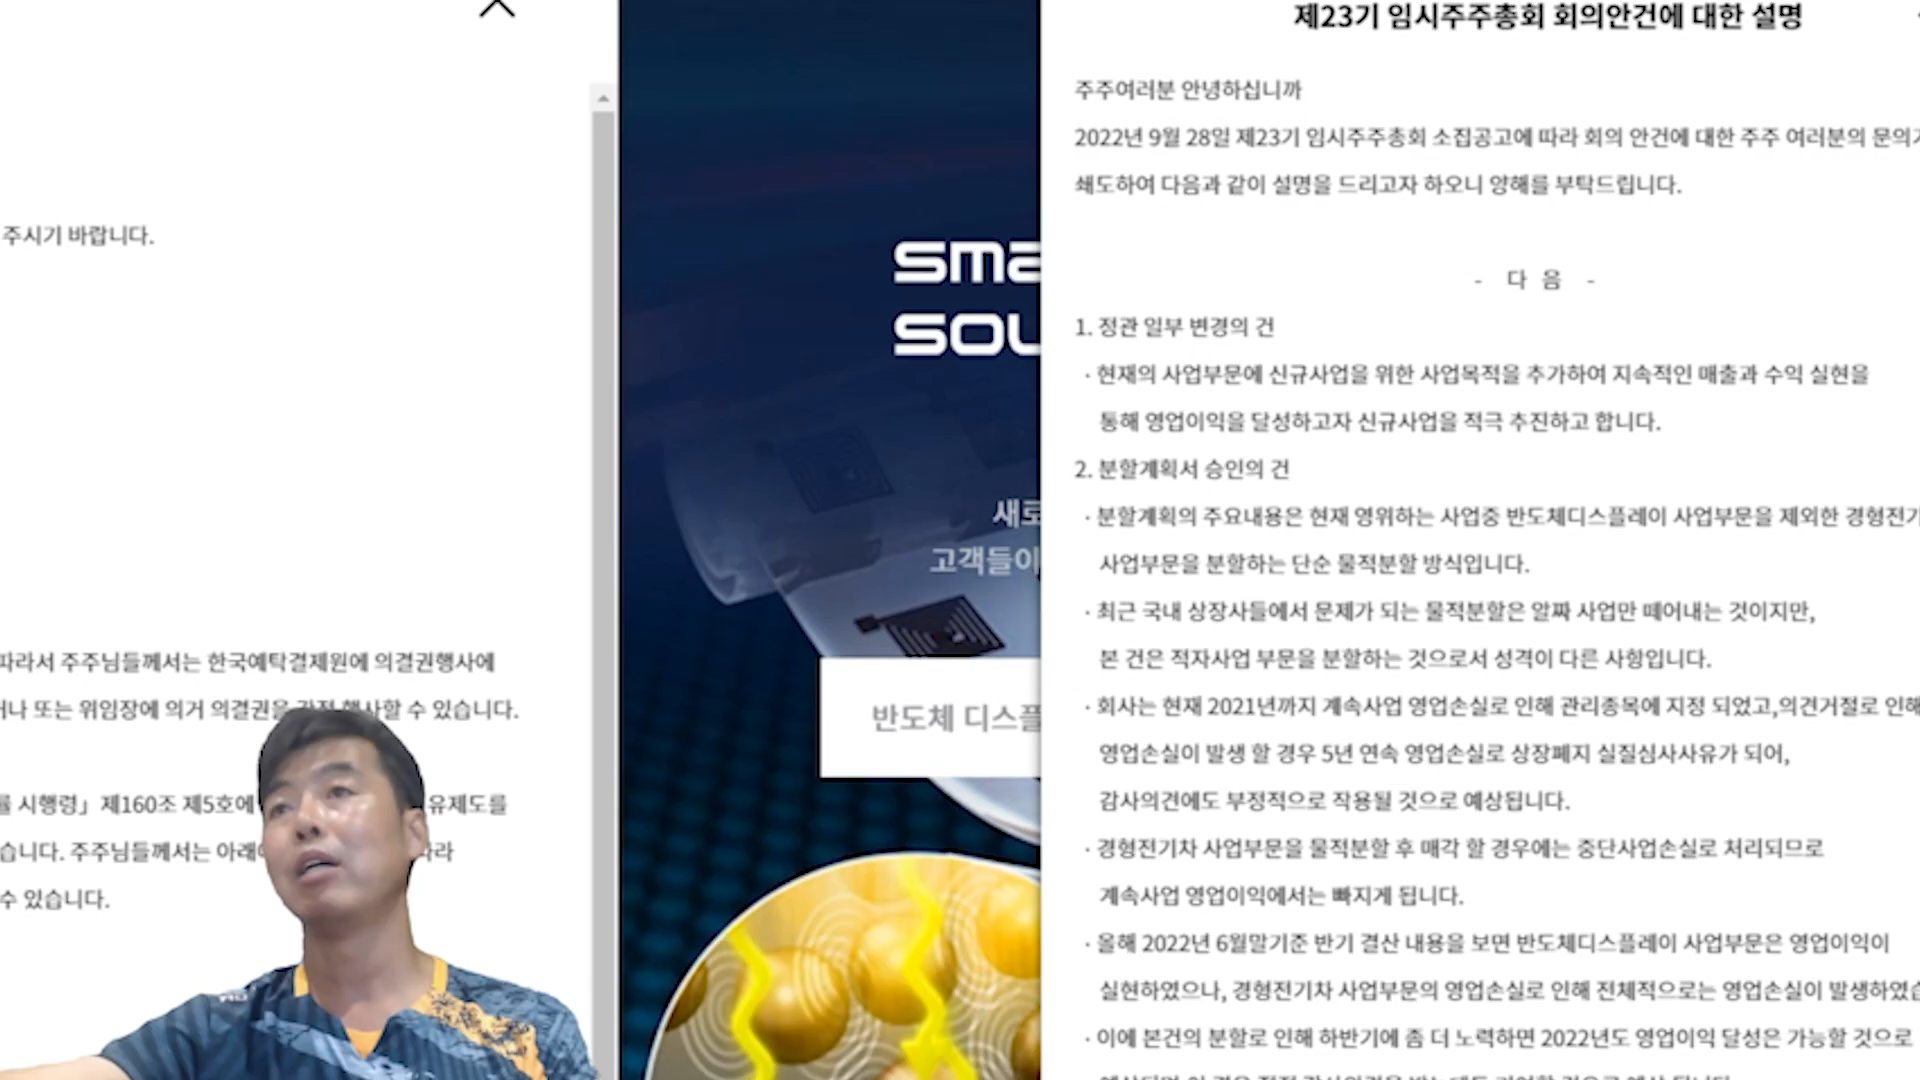 주시기 바랍니다.
따라서 주주님들께서는 한국예탁결제원에 의결권행사에
거나 또는 위임장에 의거 의결권을 간접 행사할 수 있습니다.
시행령」 제160조 제5호에 유제도를
습니다. 주주님들께서는 아래 따라
수 있습니다.
sma
sou
새로
고객들이
반도체 디스플
제23기 임시주주총회 회의안건에 대한 설명
주주여러분 안녕하십니까
2022년 9월 28일 제23기 임시주주총회 소집공고에 따라 회의 안건에 대한 주주 여러분의 문의가
쇄도하여 다음과 같이 설명을 드리고자 하오니 양해를 부탁드립니다.
- 다 음 -
1. 정관 일부 변경의 건
· 현재의 사업부문에 신규사업을 위한 사업목적을 추가하여 지속적인 매출과 수익 실현을
통해 영업이익을 달성하고자 신규사업을 적극 추진하고 합니다.
2. 분할계획서 승인의 건
· 분할계획의 주요내용은 현재 영위하는 사업중 반도체디스플레이 사업부문을 제외한 경형전기
사업부문을 분할하는 단순 물적분할 방식입니다.
· 최근 국내 상장사들에서 문제가 되는 물적분할은 알짜 사업만 떼어내는 것이지만,
본 건은 적자사업 부문을 분할하는 것으로서 성격이 다른 사항입니다.
· 회사는 현재 2021년까지 계속사업 영업손실로 인해 관리종목에 지정 되었고,의견거절로 인해
영업손실이 발생 할 경우 5년 연속 영업손실로 상장폐지 실질심사사유가 되어,
감사의견에도 부정적으로 작용될 것으로 예상됩니다.
· 경형전기차 사업부문을 물적분할 후 매각 할 경우에는 중단사업손실로 처리되므로
계속사업 영업이익에서는 빠지게 됩니다.
· 올해 2022년 6월말기준 반기 결산 내용을 보면 반도체디스플레이 사업부문은 영업이익이
실현하였으나, 경형전기차 사업부문의 영업손실로 인해 전체적으로는 영업손실이 발생하였습
· 이에 본건의 분할로 인해 하반기에 좀 더 노력하면 2022년도 영업이익 달성은 가능할 것으로